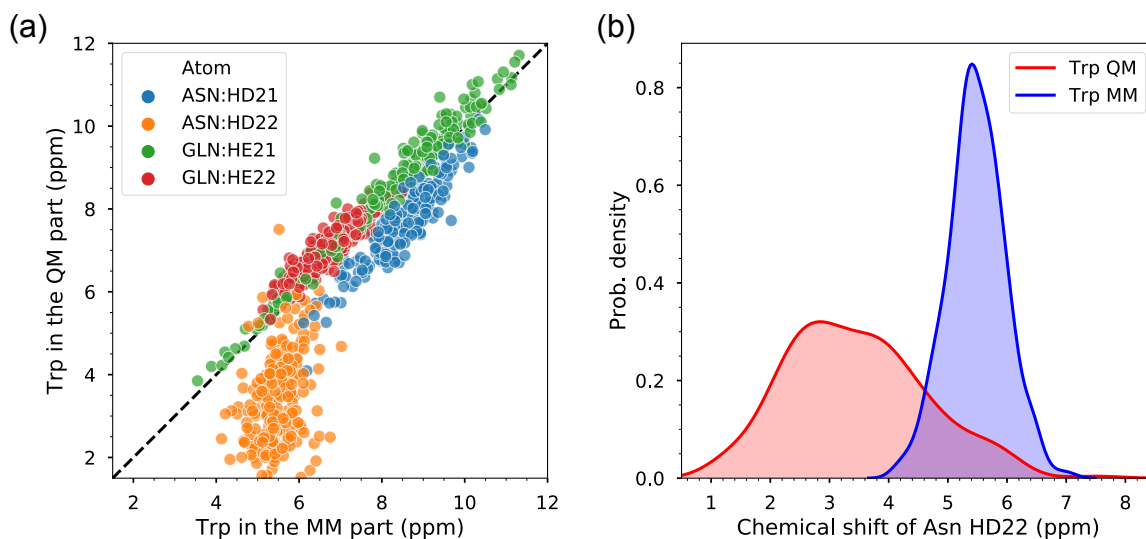 (a)
Trp in the QM part (ppm)
12
10
8
6
4
2
Atom
ASN:HD21
ASN:HD22
GLN:HE21
GLN:HE22
2
4
6
8
10
12
Trp in the MM part (ppm)
(b)
Prob. density
0.8
0.6
0.4
0.2
0.0
Trp QM
Trp MM
1
2
3
4
5
6
7
8
Chemical shift of Asn HD22 (ppm)